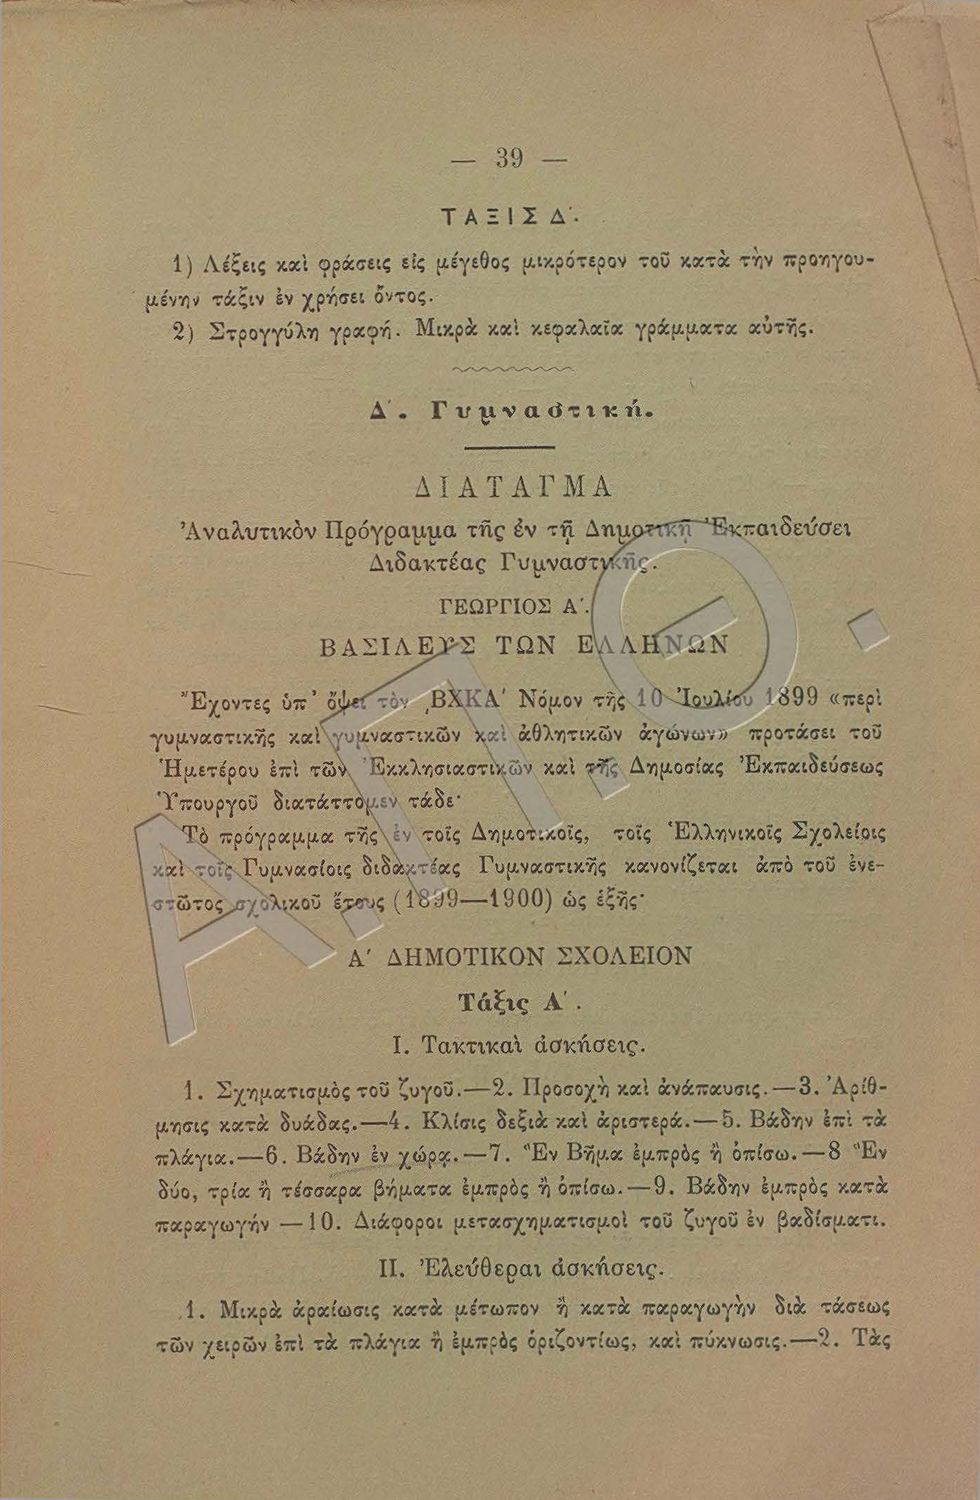 — 39 —
ΤΑΞΙΣ Δ΄.
1) Λέξεις καὶ φράσεις εἰς μέγεθος μικρότερον τοῦ κατὰ τὴν προηγου-
μένην τάξιν ἐν χρήσει ὄντος.
2) Στρογγύλη γραφή. Μικρὰ καὶ κεφαλαῖα γράμματα αὐτῆς.
Δ΄. Γυμναστική.
ΔΙΑΤΑΓΜΑ
Ἀναλυτικὸν Πρόγραμμα τῆς ἐν τῇ Δημοτικῇ Ἐκπαιδεύσει
Διδακτέας Γυμναστικῆς.
ΓΕΩΡΓΙΟΣ Α΄.
ΒΑΣΙΛΕΥΣ ΤΩΝ ΕΛΛΗΝΩΝ
Ἔχοντες ὑπ᾿ ὄψει τὸν ͵ΒΧΚΑ΄ Νόμον τῆς 10 Ἰουλίου 1899 «περὶ
γυμναστικῆς καὶ γυμναστικῶν καὶ ἀθλητικῶν ἀγώνων» προτάσει τοῦ
Ἡμετέρου ἐπὶ τῶν Ἐκκλησιαστικῶν καὶ τῆς Δημοσίας Ἐκπαιδεύσεως
Ὑπουργοῦ διατάττομεν τάδε·
Τὸ πρόγραμμα τῆς ἐν τοῖς Δημοτικοῖς, τοῖς Ἑλληνικοῖς Σχολείοις
καὶ τοῖς Γυμνασίοις διδακτέας Γυμναστικῆς κανονίζεται ἀπὸ τοῦ ἐνε-
στῶτος σχολικοῦ ἔτους (1899—1900) ὡς ἑξῆς·
Α΄ ΔΗΜΟΤΙΚΟΝ ΣΧΟΛΕΙΟΝ
Τάξις Α΄.
I. Τακτικαὶ ἀσκήσεις.
1. Σχηματισμὸς τοῦ ζυγοῦ.—2. Προσοχὴ καὶ ἀνάπαυσις.—3. Ἀρίθ-
μησις κατὰ δυάδας.—4. Κλίσις δεξιὰ καὶ ἀριστερά.—5. Βάδην ἐπὶ τὰ
πλάγια.—6. Βάδην ἐν χώρᾳ.—7. Ἓν Βῆμα ἐμπρὸς ἢ ὀπίσω.—8 Ἓν
δύο, τρία ἢ τέσσαρα βήματα ἐμπρὸς ἢ ὀπίσω.—9. Βάδην ἐμπρὸς κατὰ
παραγωγήν —10. Διάφοροι μετασχηματισμοὶ τοῦ ζυγοῦ ἐν βαδίσματι.
II. Ἐλεύθεραι ἀσκήσεις.
1. Μικρὰ ἀραίωσις κατὰ μέτωπον ἢ κατὰ παραγωγὴν διὰ τάσεως
τῶν χειρῶν ἐπὶ τὰ πλάγια ἢ ἐμπρὸς ὁριζοντίως, καὶ πύκνωσις.—2. Τὰς